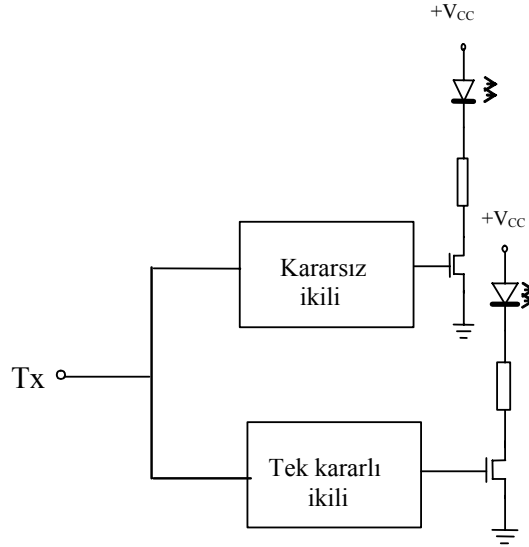 +VCC
+VCC
Kararsız
ikili
Tx
Tek kararlı
ikili